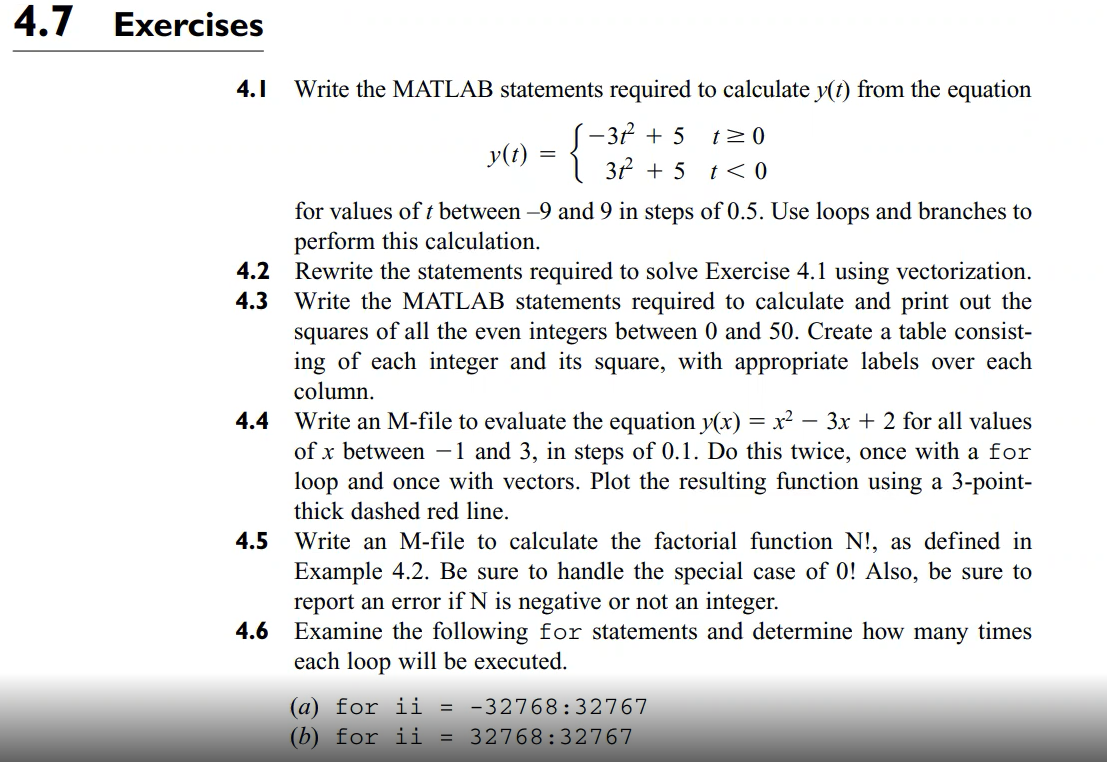 4.7 Exercises
4.1 Write the MATLAB statements required to calculate y(t) from the equation
y(t) = { −3t² + 5 t ≥ 0
3t² + 5 t < 0
for values of t between –9 and 9 in steps of 0.5. Use loops and branches to
perform this calculation.
4.2 Rewrite the statements required to solve Exercise 4.1 using vectorization.
4.3 Write the MATLAB statements required to calculate and print out the
squares of all the even integers between 0 and 50. Create a table consist-
ing of each integer and its square, with appropriate labels over each
column.
4.4 Write an M-file to evaluate the equation y(x) = x² − 3x + 2 for all values
of x between −1 and 3, in steps of 0.1. Do this twice, once with a for
loop and once with vectors. Plot the resulting function using a 3-point-
thick dashed red line.
4.5 Write an M-file to calculate the factorial function N!, as defined in
Example 4.2. Be sure to handle the special case of 0! Also, be sure to
report an error if N is negative or not an integer.
4.6 Examine the following for statements and determine how many times
each loop will be executed.
(a) for ii = -32768:32767
(b) for ii = 32768:32767